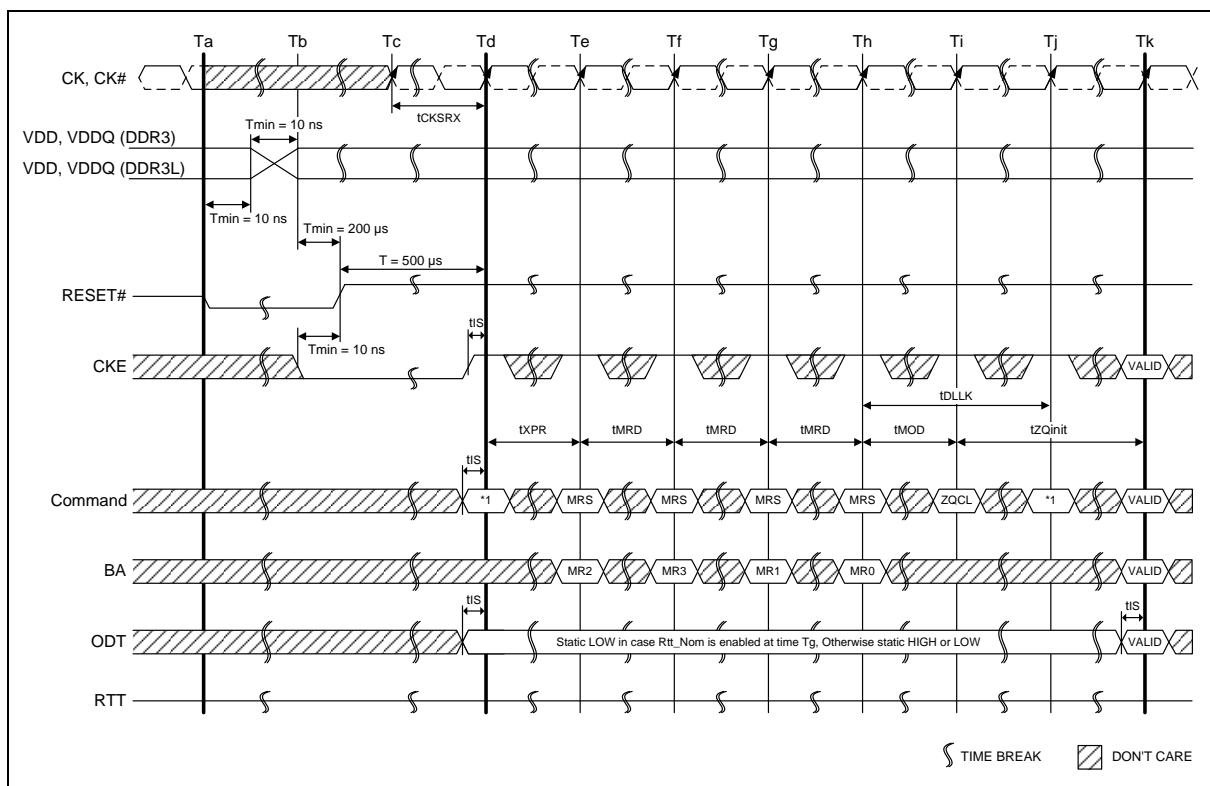 Ta Tb Tc Td Te Tf Tg Th Ti Tj Tk
CK, CK#
tCKSRX
Tmin = 10 ns
VDD, VDDQ (DDR3)
VDD, VDDQ (DDR3L)
Tmin = 10 ns
Tmin = 200 µs
T = 500 µs
RESET#
tIS
Tmin = 10 ns
CKE
VALID
tDLLK
tXPR tMRD tMRD tMRD tMOD tZQinit
tIS
Command *1 MRS MRS MRS MRS ZQCL *1 VALID
BA MR2 MR3 MR1 MR0 VALID
tIS tIS
ODT Static LOW in case Rtt_Nom is enabled at time Tg, Otherwise static HIGH or LOW VALID
RTT
TIME BREAK DON'T CARE